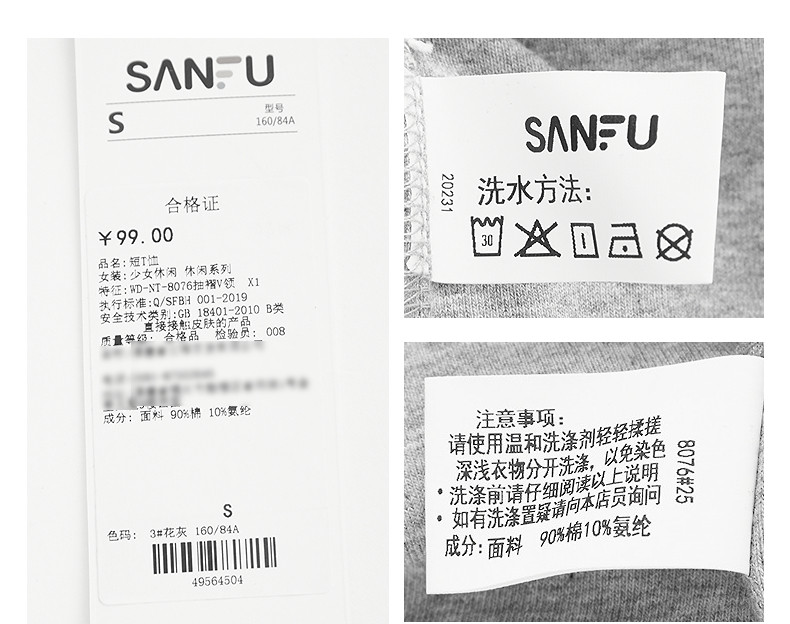 SANFU
S
型号
160/84A
合格证
￥99.00
品名:短T恤
女装:少女休闲 休闲系列
特征:WD-NT-8076抽褶V领 X1
执行标准:Q/SFBH 001-2019
安全技术类别:GB 18401-2010 B类
直接接触皮肤的产品
质量等级: 合格品 检验员: 008
成分: 面料 90%棉 10%氨纶
S
色码: 3#花灰 160/84A
49564504
SANFU
20231
洗水方法:
30
注意事项:
请使用温和洗涤剂轻轻揉搓
深浅衣物分开洗涤，以免染色
•洗涤前请仔细阅读以上说明
•如有洗涤置疑请向本店员询问
成分:面料 90%棉10%氨纶
8076#25